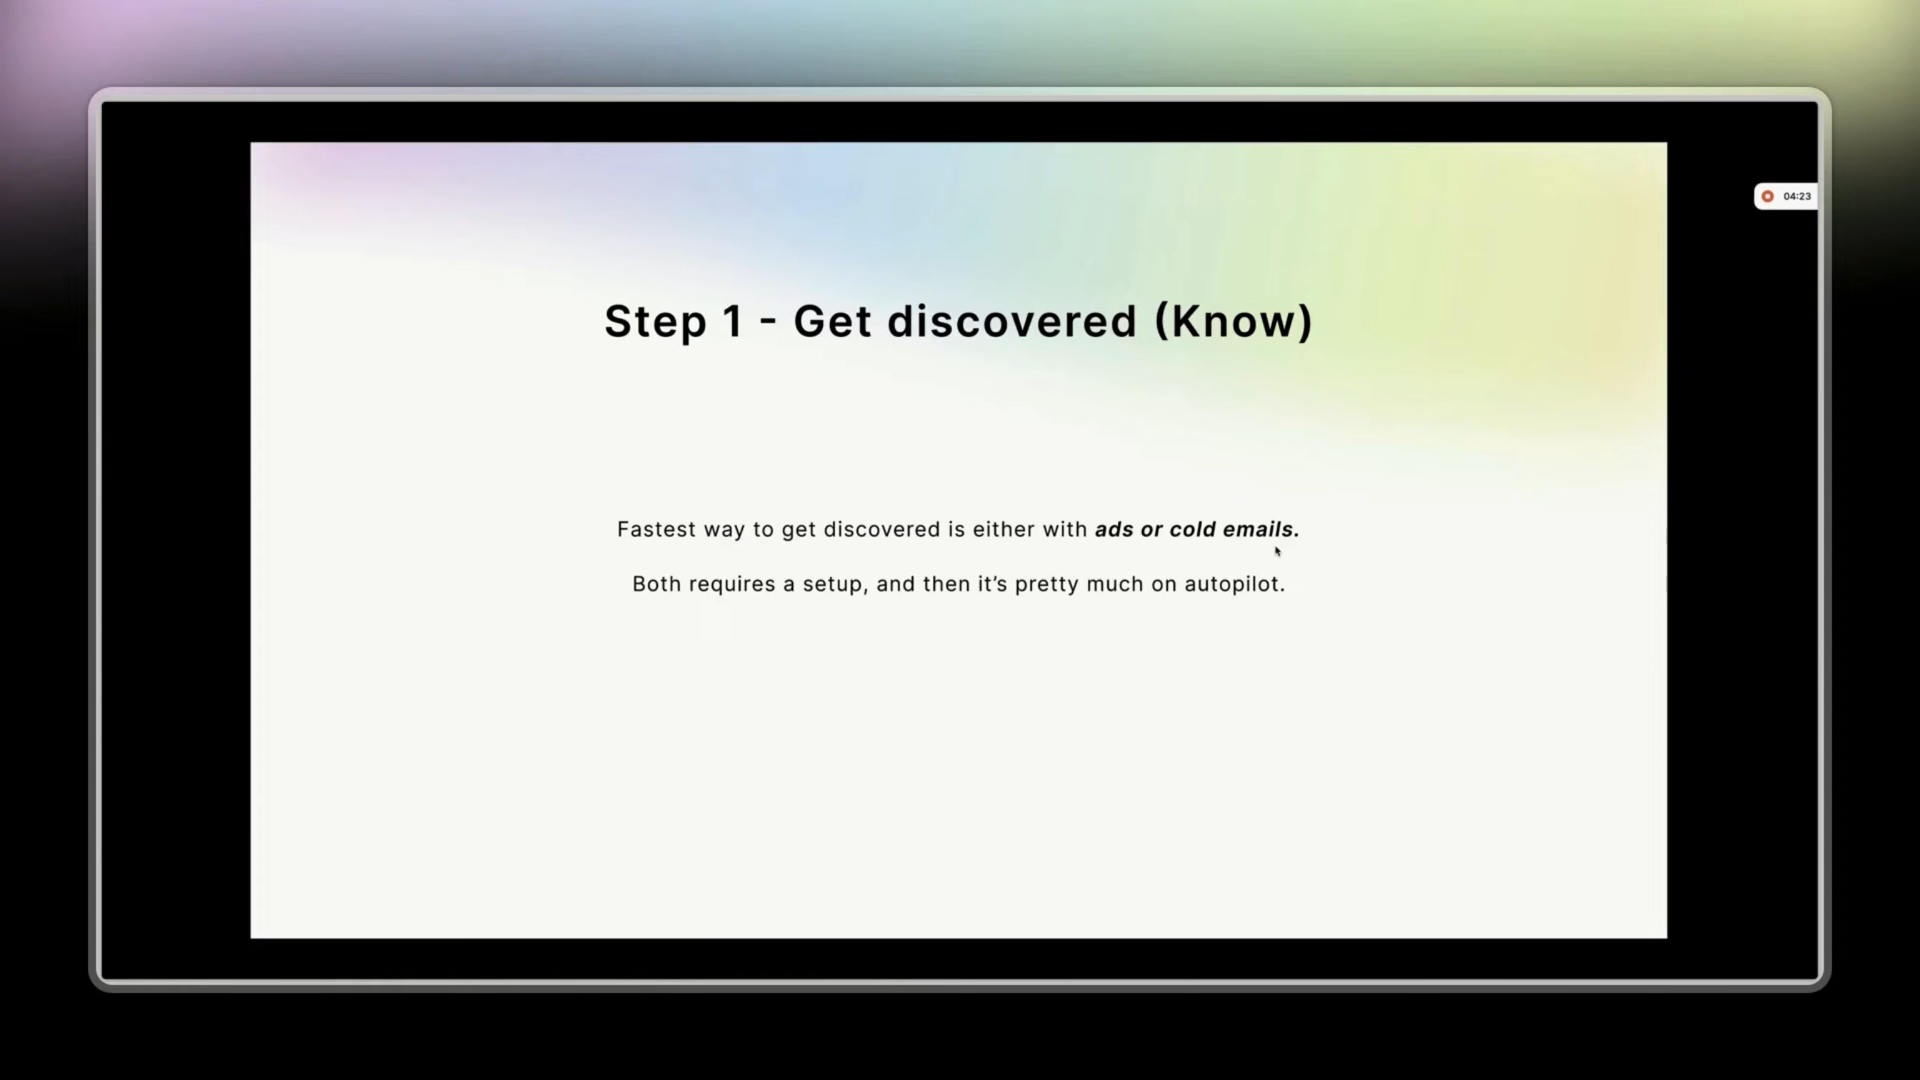 04:23
Step 1 - Get discovered (Know)
Fastest way to get discovered is either with ads or cold emails.
Both requires a setup, and then it’s pretty much on autopilot.